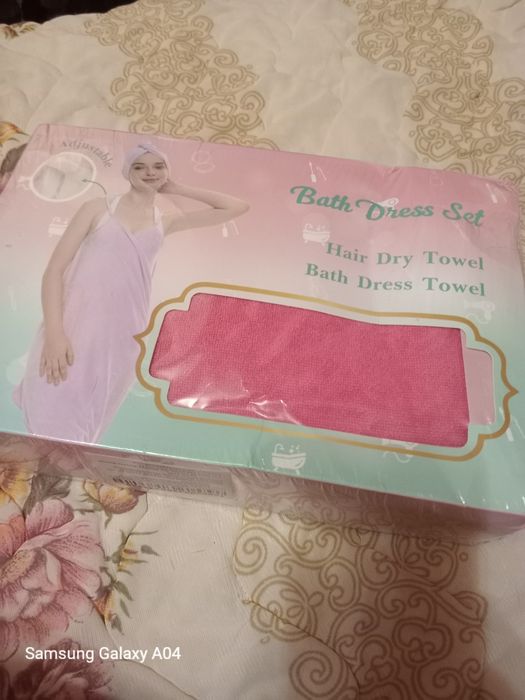 Adjustable
Bath Dress Set
Hair Dry Towel
Bath Dress Towel
Samsung Galaxy A04